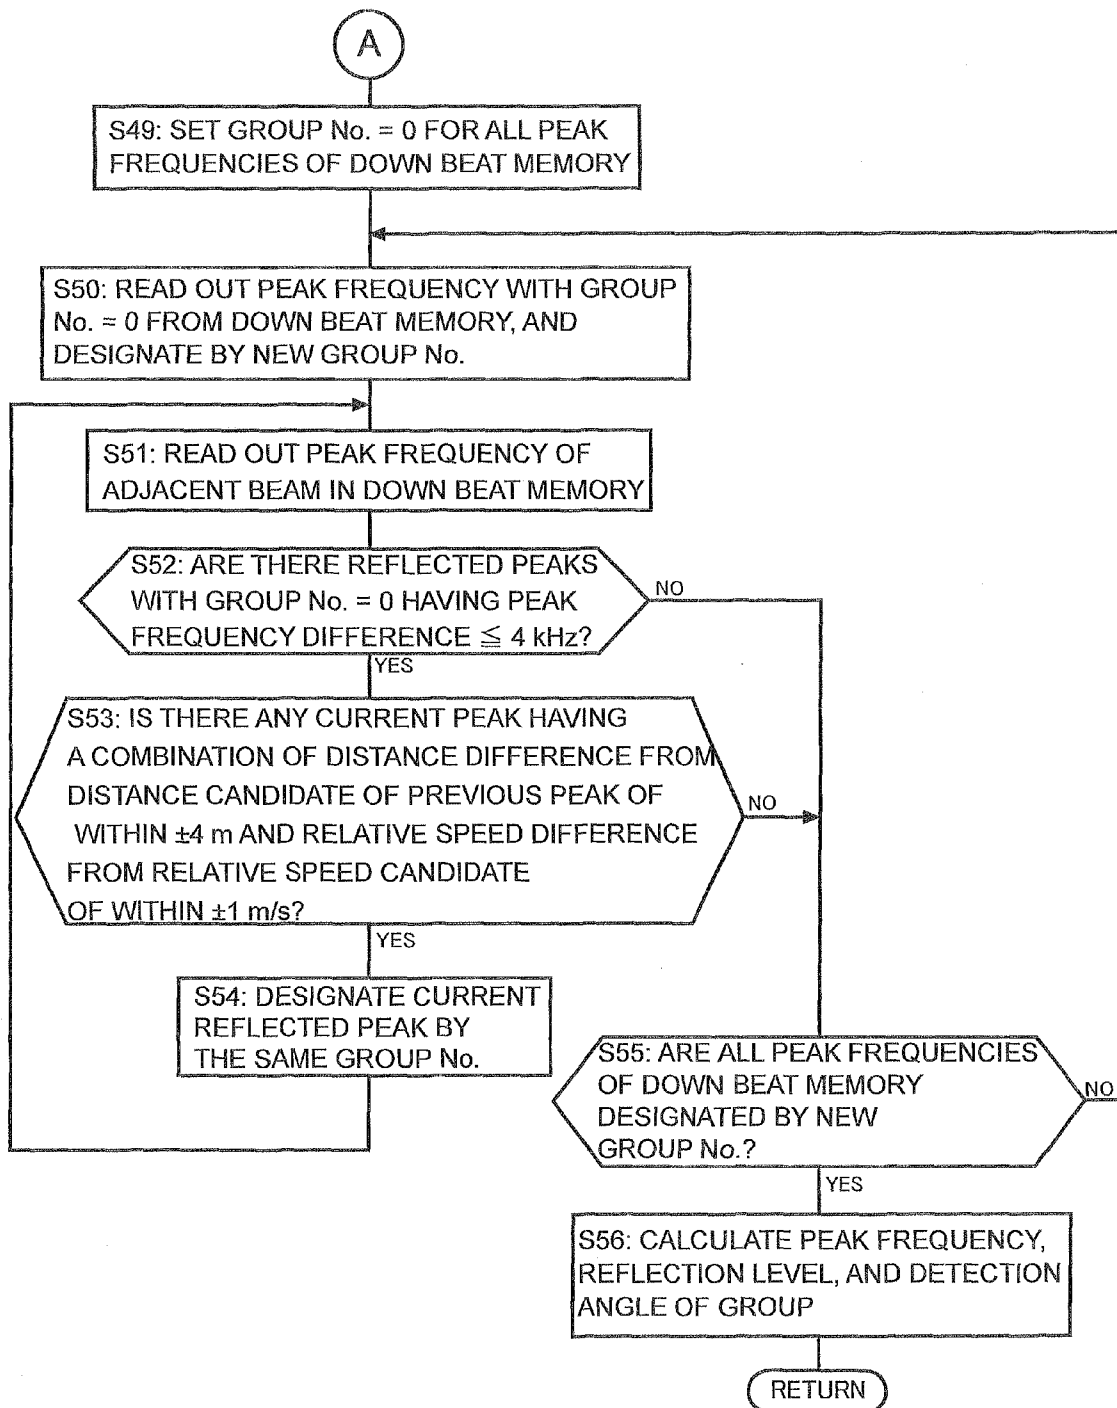 A
S49: SET GROUP No. = 0 FOR ALL PEAK
FREQUENCIES OF DOWN BEAT MEMORY
S50: READ OUT PEAK FREQUENCY WITH GROUP
No. = 0 FROM DOWN BEAT MEMORY, AND
DESIGNATE BY NEW GROUP No.
S51: READ OUT PEAK FREQUENCY OF
ADJACENT BEAM IN DOWN BEAT MEMORY
S52: ARE THERE REFLECTED PEAKS
WITH GROUP No. = 0 HAVING PEAK
FREQUENCY DIFFERENCE ≦ 4 kHz?
NO
YES
S53: IS THERE ANY CURRENT PEAK HAVING
A COMBINATION OF DISTANCE DIFFERENCE FROM
DISTANCE CANDIDATE OF PREVIOUS PEAK OF
WITHIN ±4 m AND RELATIVE SPEED DIFFERENCE
FROM RELATIVE SPEED CANDIDATE
OF WITHIN ±1 m/s?
NO
YES
S54: DESIGNATE CURRENT
REFLECTED PEAK BY
THE SAME GROUP No.
S55: ARE ALL PEAK FREQUENCIES
OF DOWN BEAT MEMORY
DESIGNATED BY NEW
GROUP No.?
NO
YES
S56: CALCULATE PEAK FREQUENCY,
REFLECTION LEVEL, AND DETECTION
ANGLE OF GROUP
RETURN